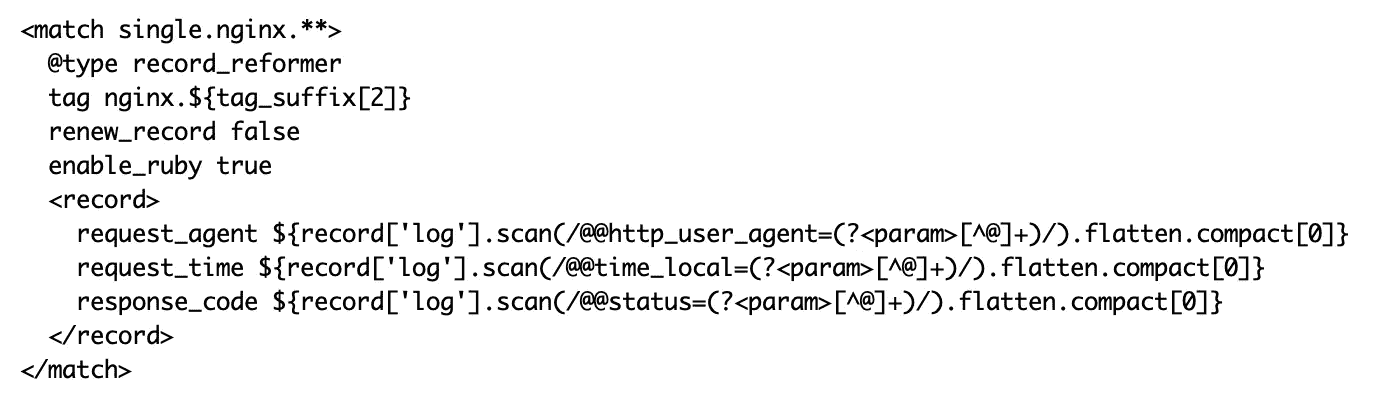 <match single.nginx.**>
  @type record_reformer
  tag nginx.${tag_suffix[2]}
  renew_record false
  enable_ruby true
  <record>
    request_agent ${record['log'].scan(/@@http_user_agent=(?<param>[^@]+)/).flatten.compact[0]}
    request_time ${record['log'].scan(/@@time_local=(?<param>[^@]+)/).flatten.compact[0]}
    response_code ${record['log'].scan(/@@status=(?<param>[^@]+)/).flatten.compact[0]}
  </record>
</match>